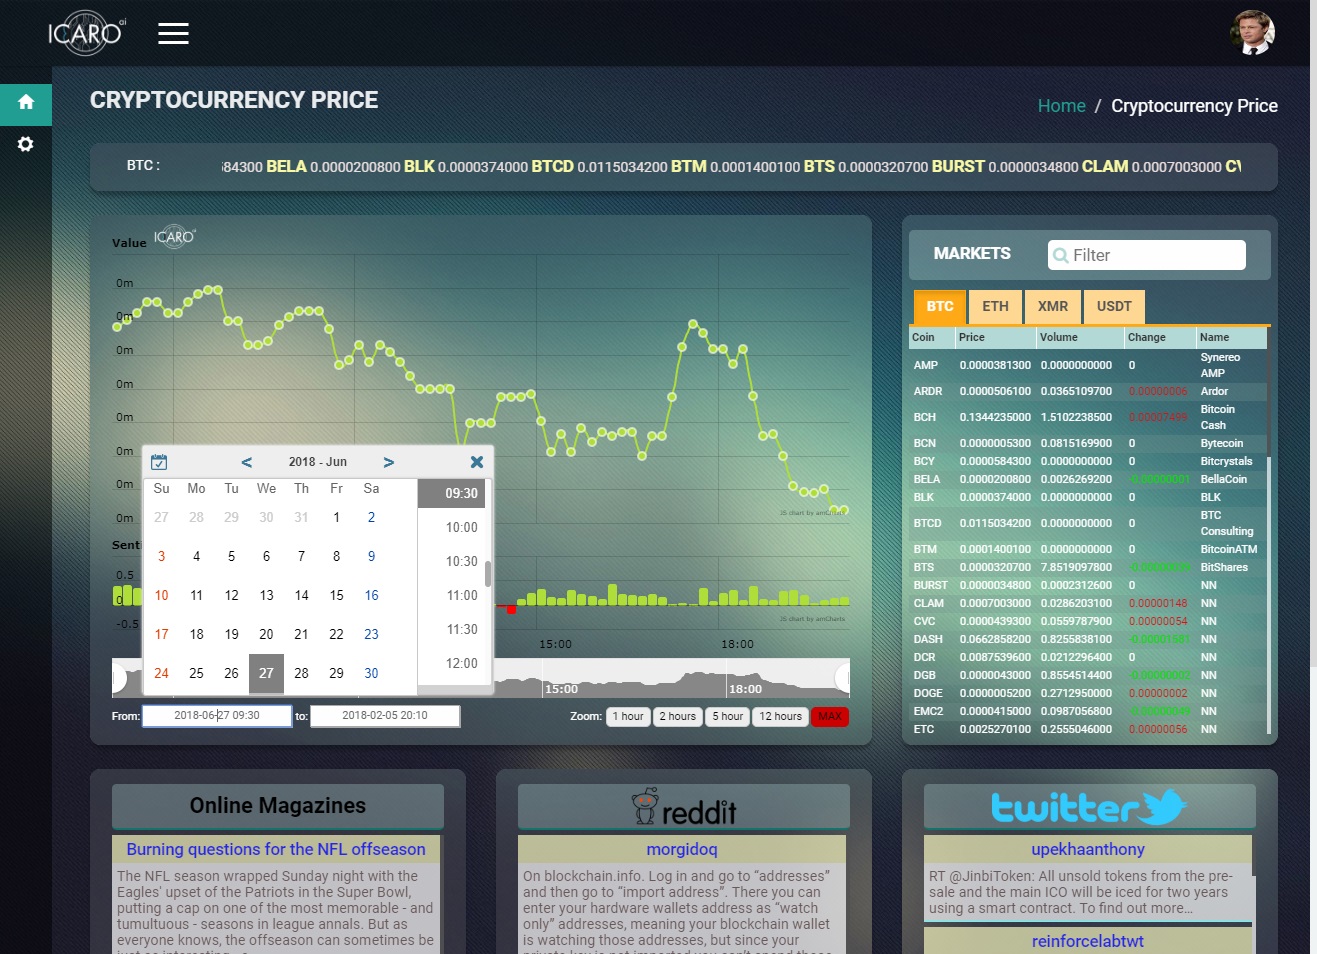 ICARO ai
CRYPTOCURRENCY PRICE
Home / Cryptocurrency Price
BTC :
584300 BELA 0.0000200800 BLK 0.0000374000 BTCD 0.0115034200 BTM 0.0001400100 BTS 0.0000320700 BURST 0.0000034800 CLAM 0.0007003000
Value ICARO ai
0m
0m
0m
0m
0m
0m
0m
0m
JS chart by amCharts
Senti
0.5
0
-0.5
JS chart by amCharts
15:00 18:00
15:00 18:00
< 2018 - Jun >
Su Mo Tu We Th Fr Sa
27 28 29 30 31 1 2
3 4 5 6 7 8 9
10 11 12 13 14 15 16
17 18 19 20 21 22 23
24 25 26 27 28 29 30
09:30
10:00
10:30
11:00
11:30
12:00
From: 2018-06-27 09:30 to: 2018-02-05 20:10
Zoom: 1 hour 2 hours 5 hour 12 hours MAX
MARKETS Filter
BTC ETH XMR USDT
Coin Price Volume Change Name
AMP 0.0000381300 0.0000000000 0 Synereo AMP
ARDR 0.0000506100 0.0365109700 0.00000006 Ardor
BCH 0.1344235000 1.5102238500 0.00007499 Bitcoin Cash
BCN 0.0000005300 0.0815169900 0 Bytecoin
BCY 0.0000584300 0.0000000000 0 Bitcrystals
BELA 0.0000200800 0.0026269200 -0.00000001 BellaCoin
BLK 0.0000374000 0.0000000000 0 BLK
BTCD 0.0115034200 0.0000000000 0 BTC Consulting
BTM 0.0001400100 0.0000000000 0 BitcoinATM
BTS 0.0000320700 7.8519097800 BitShares
BURST 0.0000034800 0.0002312600 0 NN
CLAM 0.0007003000 0.0286203100 0.00000148 NN
CVC 0.0000439300 0.0559787900 0.00000054 NN
DASH 0.0662858200 0.8255838100 -0.00001581 NN
DCR 0.0087539600 0.0212296400 0 NN
DGB 0.0000043000 0.8554514400 -0.00000002 NN
DOGE 0.0000005200 0.2712950000 0.00000002 NN
EMC2 0.0000415000 0.0987056800 -0.00000049 NN
ETC 0.0025270100 0.2555046000 0.00000056 NN
Online Magazines
Burning questions for the NFL offseason
The NFL season wrapped Sunday night with the
Eagles' upset of the Patriots in the Super Bowl,
putting a cap on one of the most memorable - and
tumultuous - seasons in league annals. But as
everyone knows, the offseason can sometimes be
just as interesting
reddit
morgidoq
On blockchain.info. Log in and go to “addresses”
and then go to “import address”. There you can
enter your hardware wallets address as “watch
only” addresses, meaning your blockchain wallet
is watching those addresses, but since your
private key is not imported you can't spend those
twitter
upekhaanthony
RT @JinbiToken: All unsold tokens from the pre-
sale and the main ICO will be iced for two years
using a smart contract. To find out more...
reinforcelabtwt